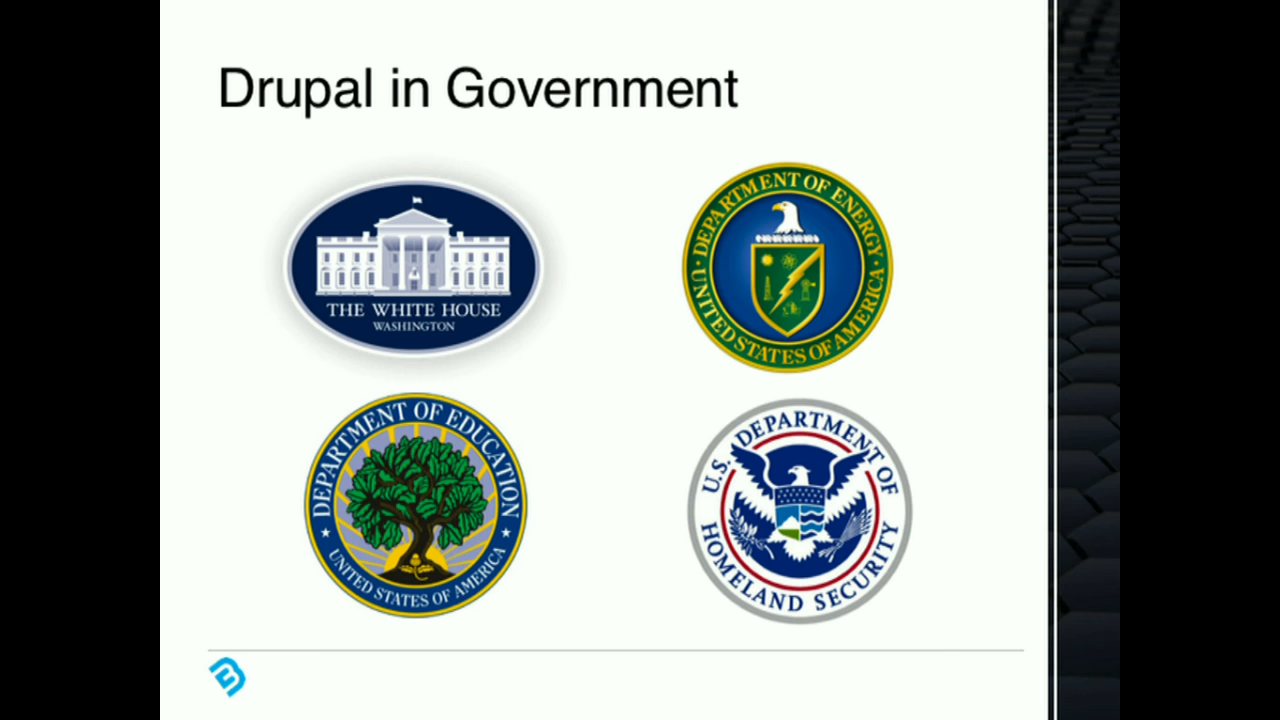 Drupal in Government
THE WHITE HOUSE
WASHINGTON
DEPARTMENT OF ENERGY
UNITED STATES OF AMERICA
DEPARTMENT OF EDUCATION
UNITED STATES OF AMERICA
U.S. DEPARTMENT OF
HOMELAND SECURITY